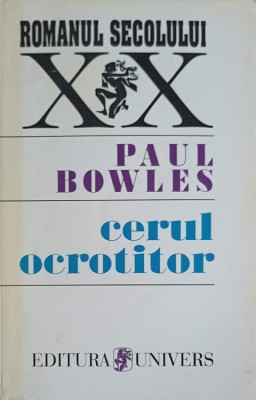 ROMANUL SECOLULUI
XX
PAUL
BOWLES
cerul
ocrotitor
EDITURA UNIVERS